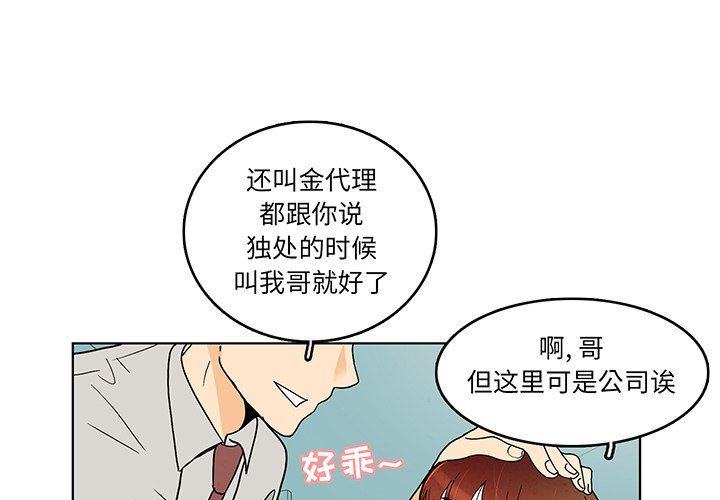 还叫金代理
都跟你说
独处的时候
叫我哥就好了
啊, 哥
但这里可是公司诶
好乖~